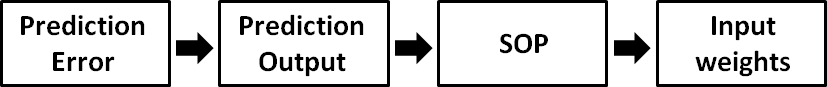 Prediction
Error
Prediction
Output
SOP
Input
weights